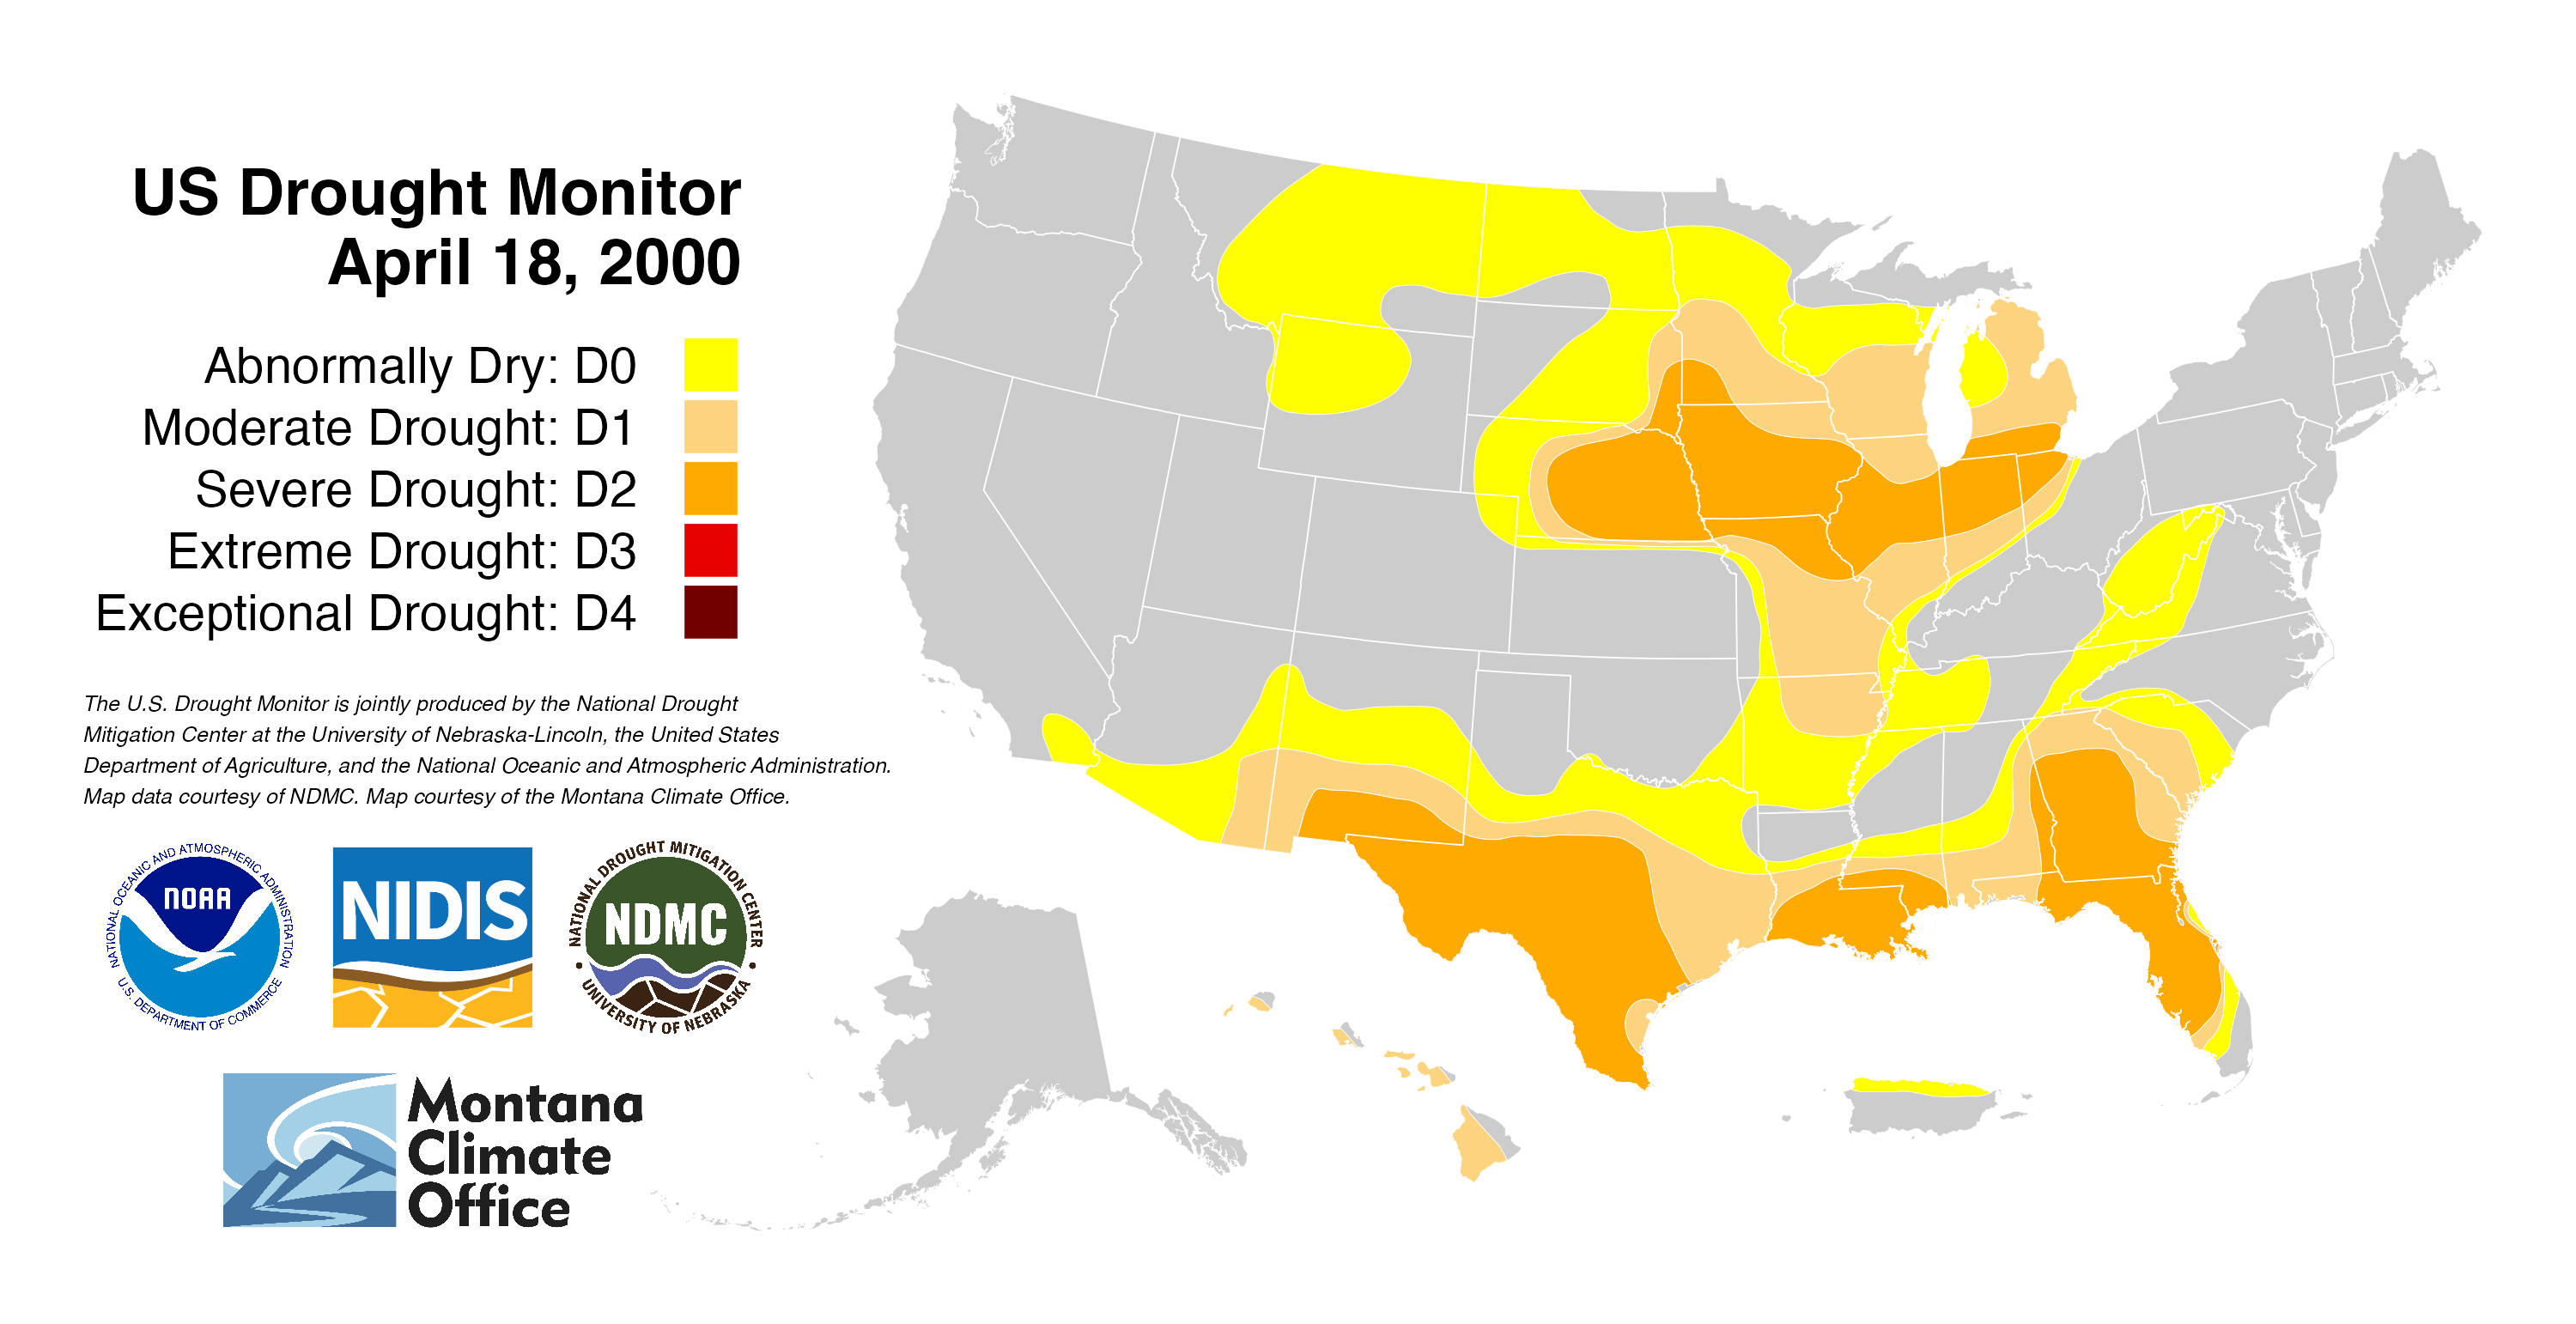 US Drought Monitor
April 18, 2000
Abnormally Dry: D0
Moderate Drought: D1
Severe Drought: D2
Extreme Drought: D3
Exceptional Drought: D4
The U.S. Drought Monitor is jointly produced by the National Drought
Mitigation Center at the University of Nebraska-Lincoln, the United States
Department of Agriculture, and the National Oceanic and Atmospheric Administration.
Map data courtesy of NDMC. Map courtesy of the Montana Climate Office.
NATIONAL OCEANIC AND ATMOSPHERIC ADMINISTRATION
NOAA
U.S. DEPARTMENT OF COMMERCE
NIDIS
NATIONAL DROUGHT MITIGATION CENTER
NDMC
UNIVERSITY OF NEBRASKA
Montana
Climate
Office